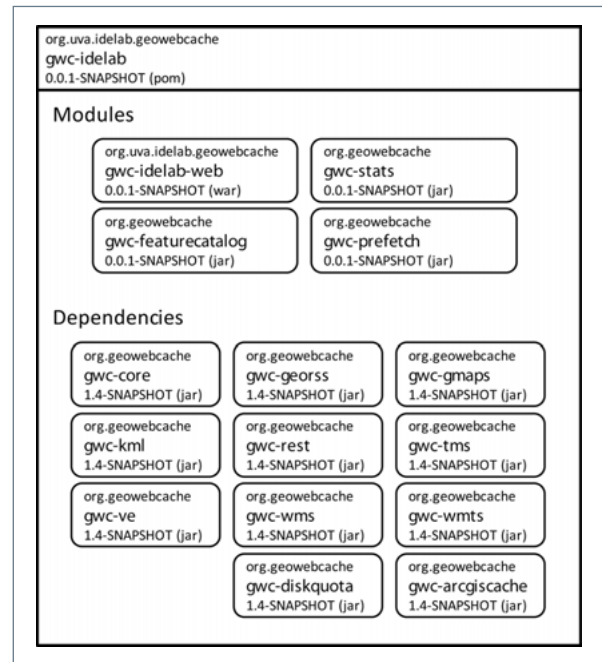 org.uva.idelab.geowebcache
gwc-idelab
0.0.1-SNAPSHOT (pom)
Modules
org.uva.idelab.geowebcache
gwc-idelab-web
0.0.1-SNAPSHOT (war)
org.geowebcache
gwc-stats
0.0.1-SNAPSHOT (jar)
org.geowebcache
gwc-featurecatalog
0.0.1-SNAPSHOT (jar)
org.geowebcache
gwc-prefetch
0.0.1-SNAPSHOT (jar)
Dependencies
org.geowebcache
gwc-core
1.4-SNAPSHOT (jar)
org.geowebcache
gwc-georss
1.4-SNAPSHOT (jar)
org.geowebcache
gwc-gmaps
1.4-SNAPSHOT (jar)
org.geowebcache
gwc-kml
1.4-SNAPSHOT (jar)
org.geowebcache
gwc-rest
1.4-SNAPSHOT (jar)
org.geowebcache
gwc-tms
1.4-SNAPSHOT (jar)
org.geowebcache
gwc-ve
1.4-SNAPSHOT (jar)
org.geowebcache
gwc-wms
1.4-SNAPSHOT (jar)
org.geowebcache
gwc-wmts
1.4-SNAPSHOT (jar)
org.geowebcache
gwc-diskquota
1.4-SNAPSHOT (jar)
org.geowebcache
gwc-arcgiscache
1.4-SNAPSHOT (jar)